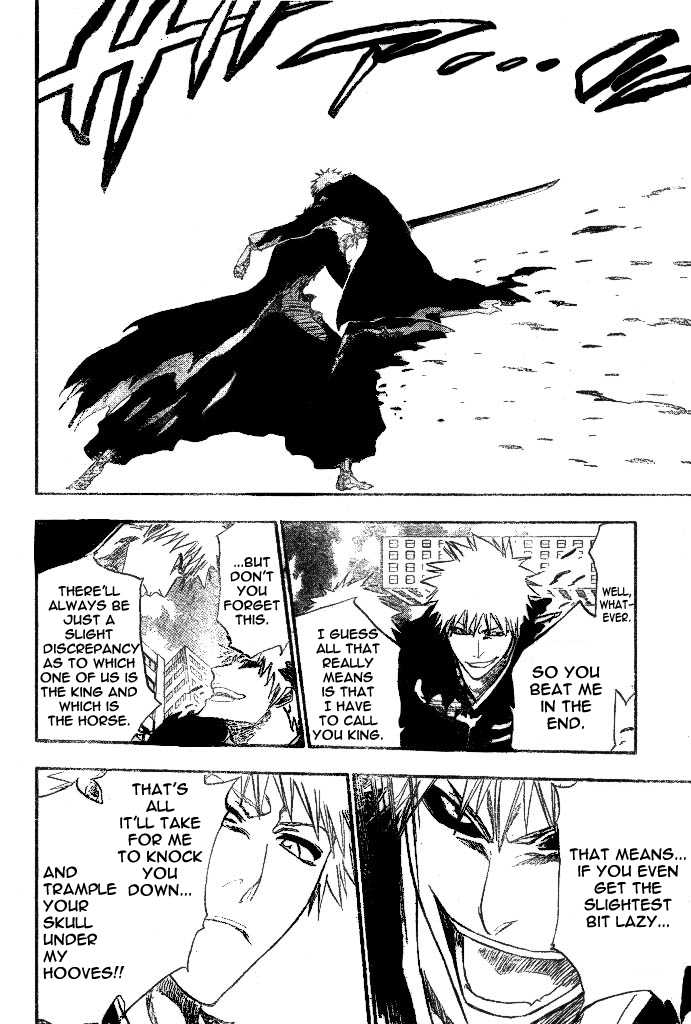 WELL,
WHAT-
EVER.
SO YOU
BEAT ME
IN THE
END.
I GUESS
ALL THAT
REALLY
MEANS
IS THAT
I HAVE
TO CALL
YOU KING.
...BUT
DON'T
YOU
FORGET
THIS.
THERE'LL
ALWAYS BE
JUST A
SLIGHT
DISCREPANCY
AS TO WHICH
ONE OF US IS
THE KING AND
WHICH IS
THE HORSE.
THAT MEANS...
IF YOU EVEN
GET THE
SLIGHTEST
BIT LAZY...
THAT'S
ALL
IT'LL TAKE
FOR ME
TO KNOCK
YOU
DOWN...
AND
TRAMPLE
YOUR
SKULL
UNDER
MY
HOOVES!!